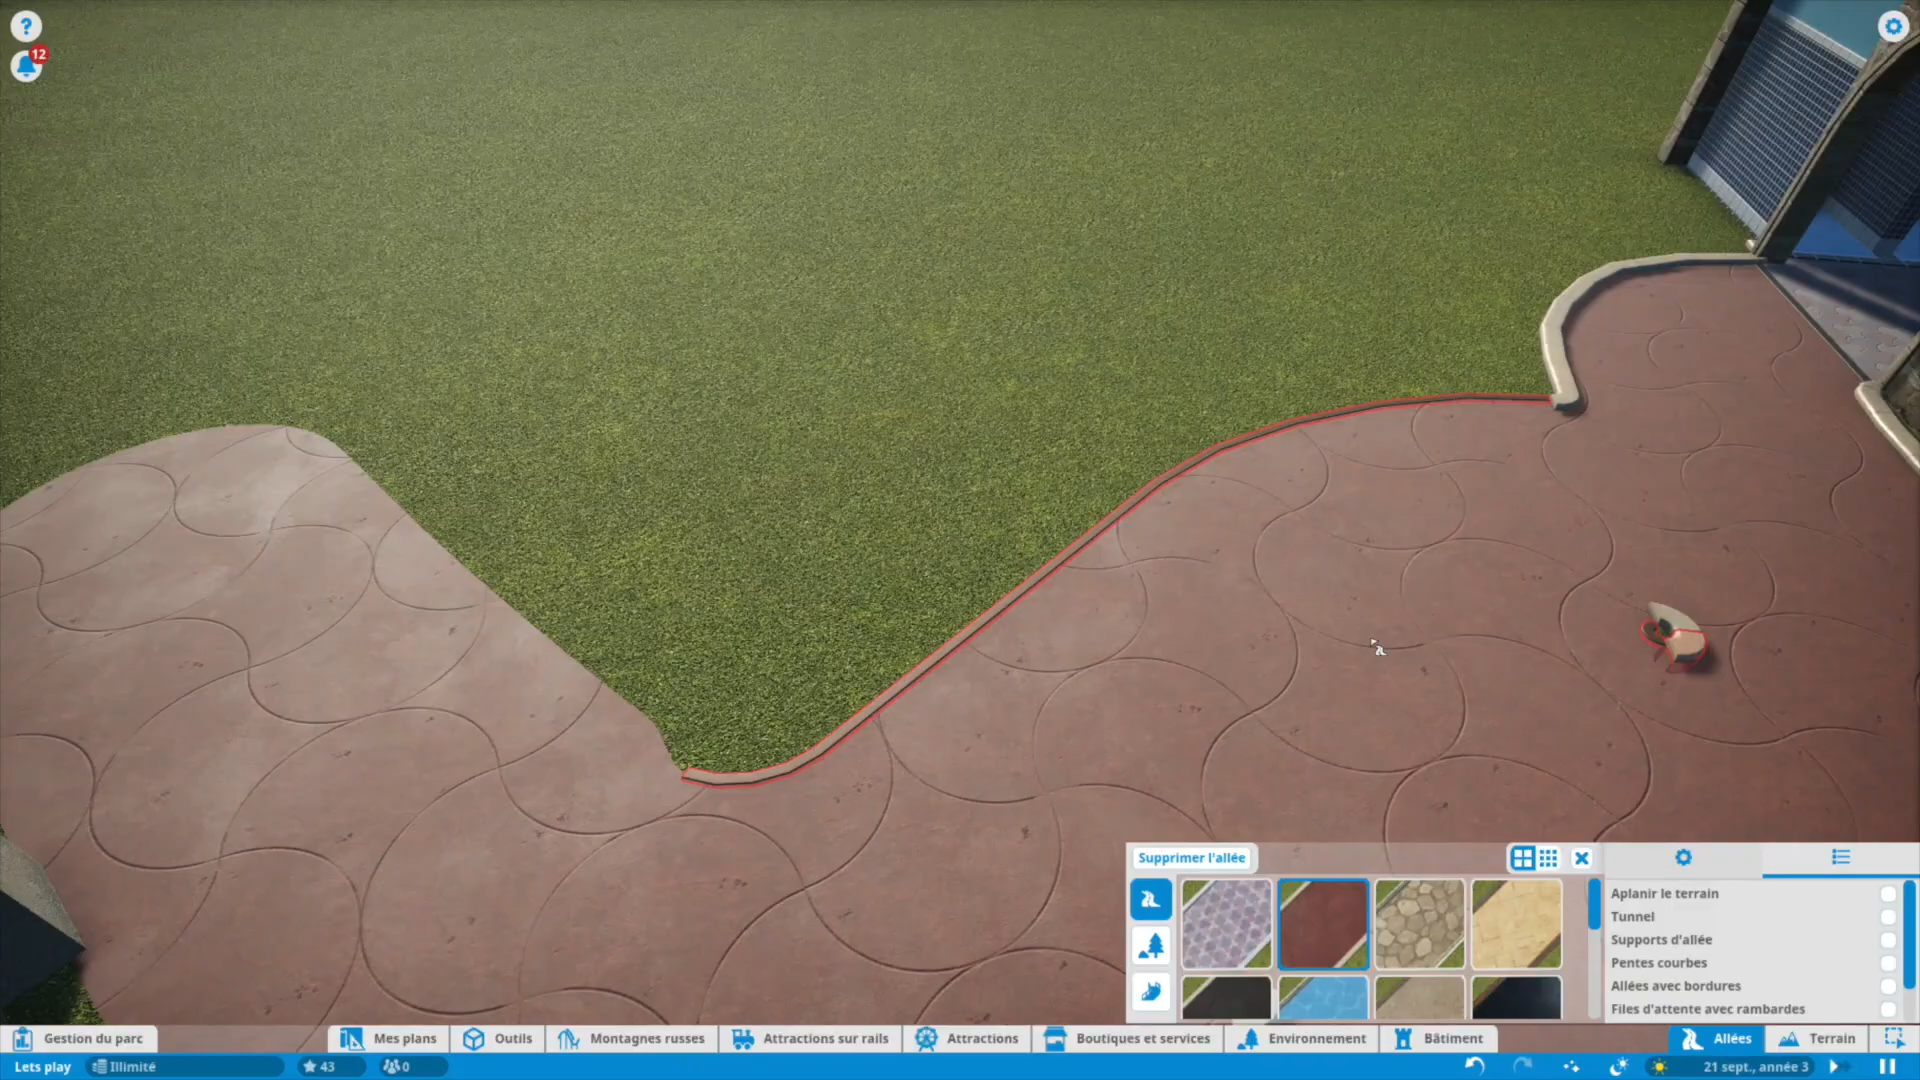 ?
12
Supprimer l'allée
Aplanir le terrain
Tunnel
Supports d'allée
Pentes courbes
Allées avec bordures
Files d'attente avec rambardes
Gestion du parc
Mes plans
Outils
Montagnes russes
Attractions sur rails
Attractions
Boutiques et services
Environnement
Bâtiment
Allées
Terrain
Lets play
Illimité
43
0
21 sept., année 3